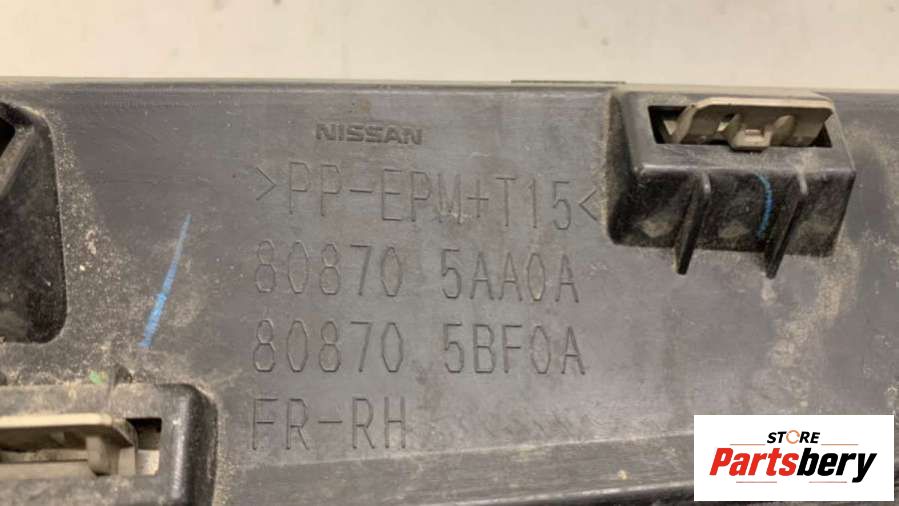 NISSAN
>PP-EPM+T15<
80870 5AA0A
80870 5BF0A
FR-RH
STORE
Partsbery